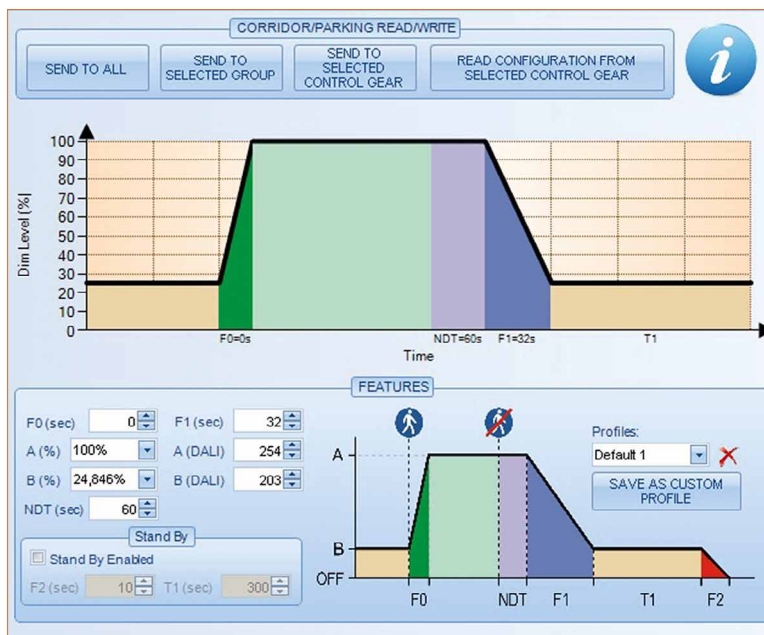 CORRIDOR/PARKING READ/WRITE
SEND TO ALL
SEND TO
SELECTED GROUP
SEND TO
SELECTED
CONTROL GEAR
READ CONFIGURATION FROM
SELECTED CONTROL GEAR
i
Dim Level [%]
100
90
80
70
60
50
40
30
20
10
0
F0=0s
NDT=60s
F1=32s
T1
Time
FEATURES
F0 (sec) 0
F1 (sec) 32
A (%) 100%
A (DALI) 254
B (%) 24,846%
B (DALI) 203
NDT (sec) 60
Stand By
Stand By Enabled
F2 (sec) 10
T1 (sec) 300
A
B
OFF
F0
NDT
F1
T1
F2
Profiles:
Default 1
SAVE AS CUSTOM
PROFILE